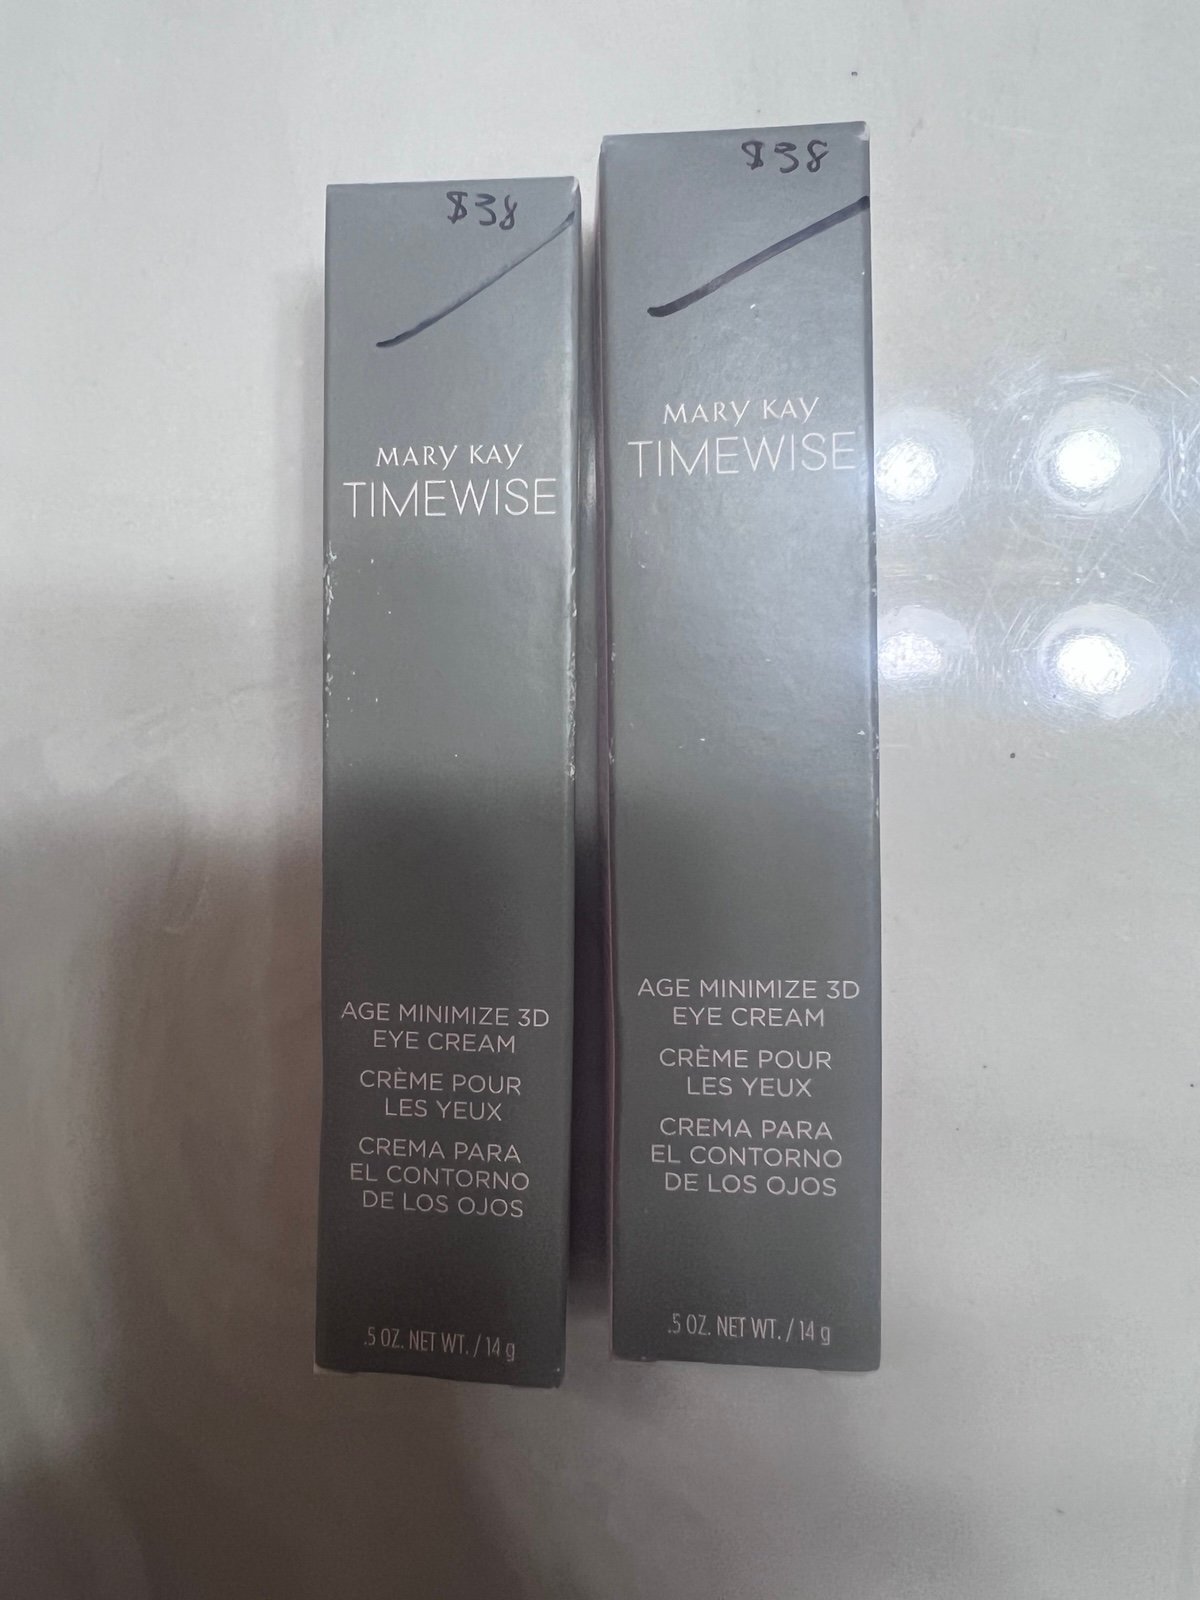 $38
MARY KAY
TIMEWISE
AGE MINIMIZE 3D
EYE CREAM
CRÈME POUR
LES YEUX
CREMA PARA
EL CONTORNO
DE LOS OJOS
.5 OZ. NET WT. / 14 g
$38
MARY KAY
TIMEWISE
AGE MINIMIZE 3D
EYE CREAM
CRÈME POUR
LES YEUX
CREMA PARA
EL CONTORNO
DE LOS OJOS
.5 OZ. NET WT. / 14 g